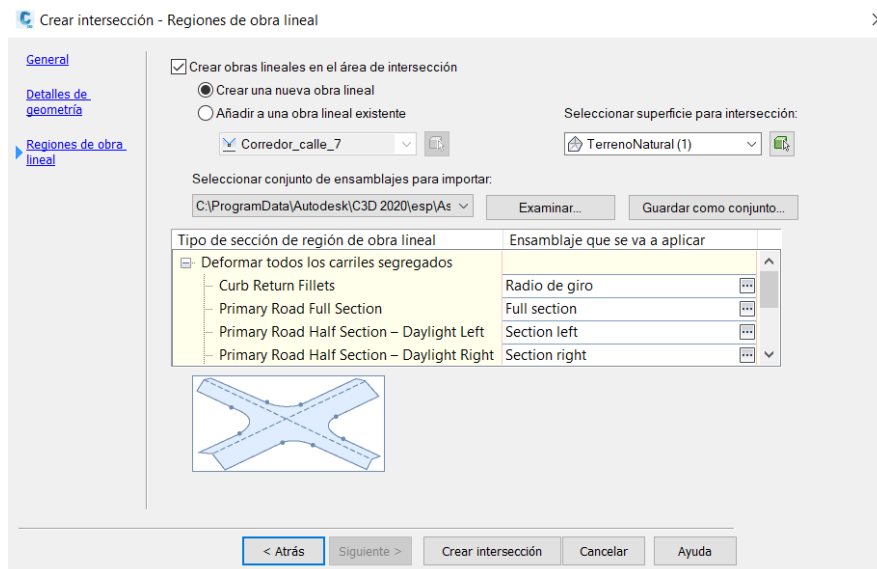 Crear intersección - Regiones de obra lineal
General
Detalles de
geometría
Regiones de obra
lineal
Crear obras lineales en el área de intersección
Crear una nueva obra lineal
Añadir a una obra lineal existente
Seleccionar superficie para intersección:
Corredor_calle_7
TerrenoNatural (1)
Seleccionar conjunto de ensamblajes para importar:
C:\ProgramData\Autodesk\C3D 2020\esp\As
Examinar...
Guardar como conjunto...
Tipo de sección de región de obra lineal Ensamblaje que se va a aplicar
Deformar todos los carriles segregados
Curb Return Fillets Radio de giro
Primary Road Full Section Full section
Primary Road Half Section – Daylight Left Section left
Primary Road Half Section – Daylight Right Section right
< Atrás Siguiente > Crear intersección Cancelar Ayuda